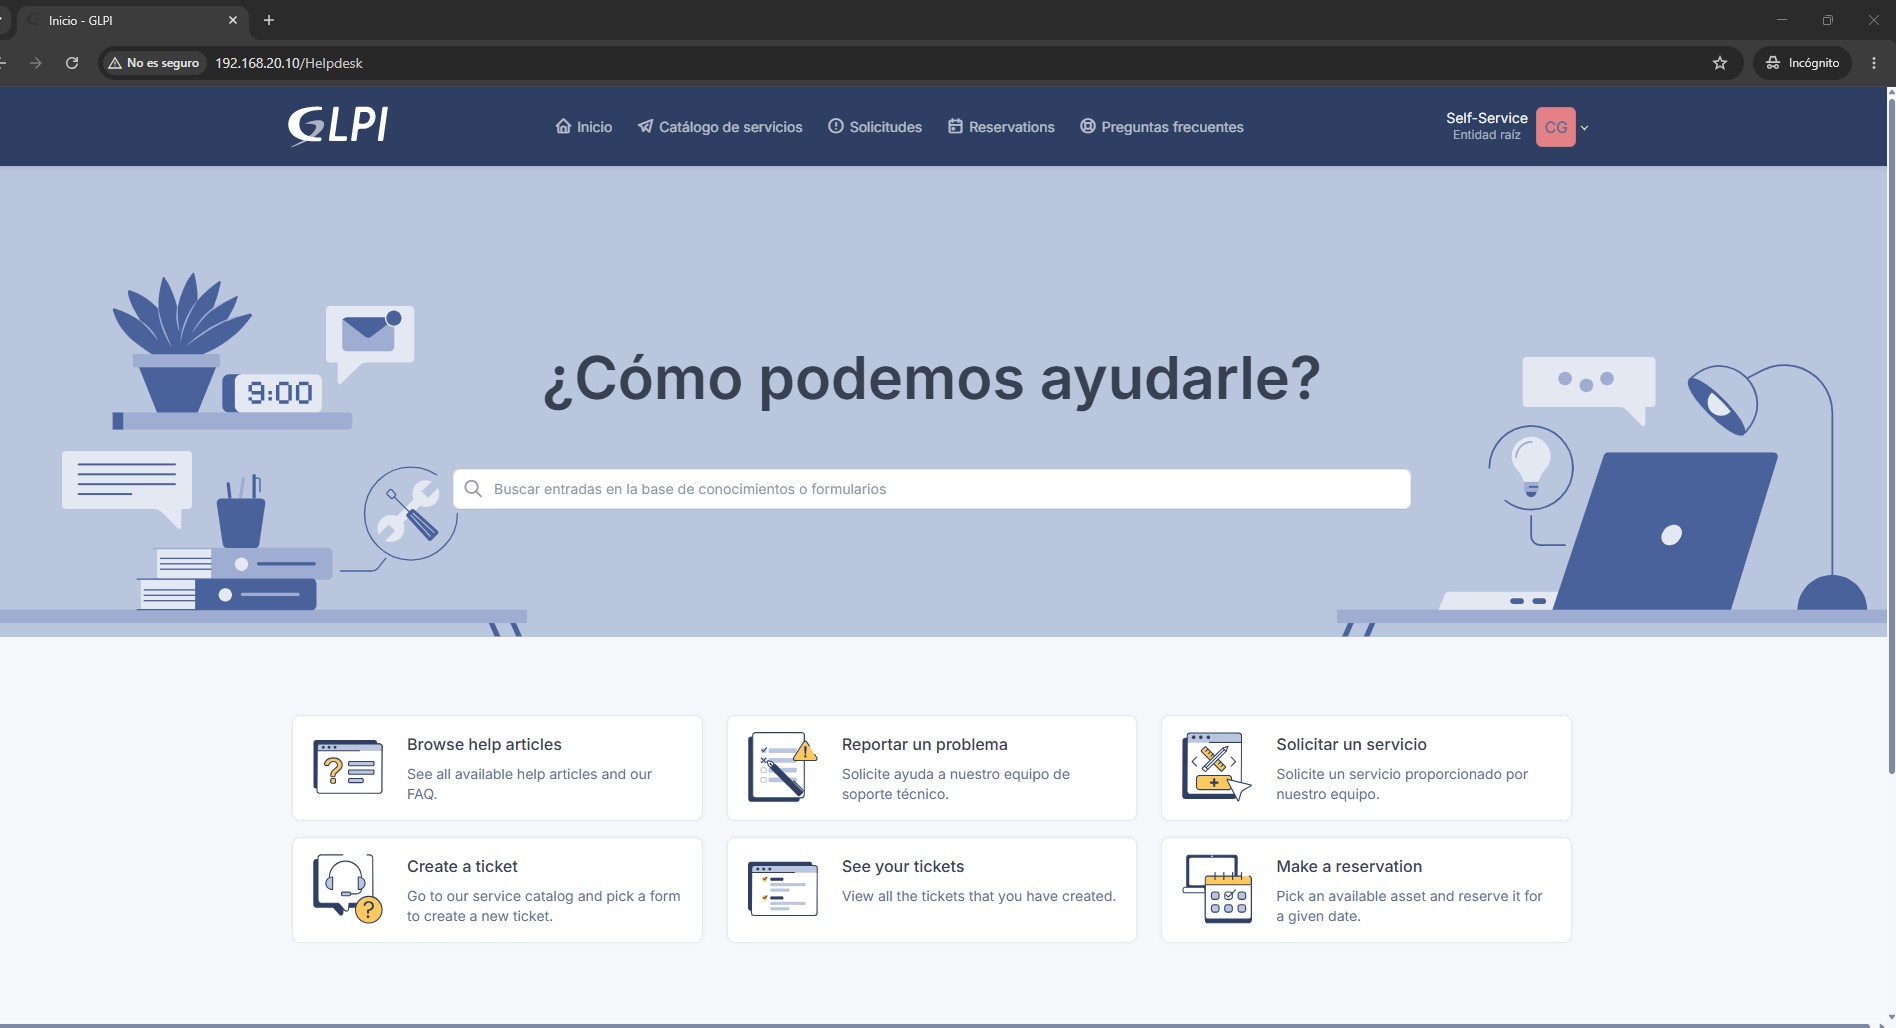 Inicio - GLPI
No es seguro
192.168.20.10/Helpdesk
Incógnito
GLPI
Inicio
Catálogo de servicios
Solicitudes
Reservations
Preguntas frecuentes
Self-Service
Entidad raíz
CG
9:00
¿Cómo podemos ayudarle?
Buscar entradas en la base de conocimientos o formularios
Browse help articles
See all available help articles and our
FAQ.
Reportar un problema
Solicite ayuda a nuestro equipo de
soporte técnico.
Solicitar un servicio
Solicite un servicio proporcionado por
nuestro equipo.
Create a ticket
Go to our service catalog and pick a form
to create a new ticket.
See your tickets
View all the tickets that you have created.
Make a reservation
Pick an available asset and reserve it for
a given date.